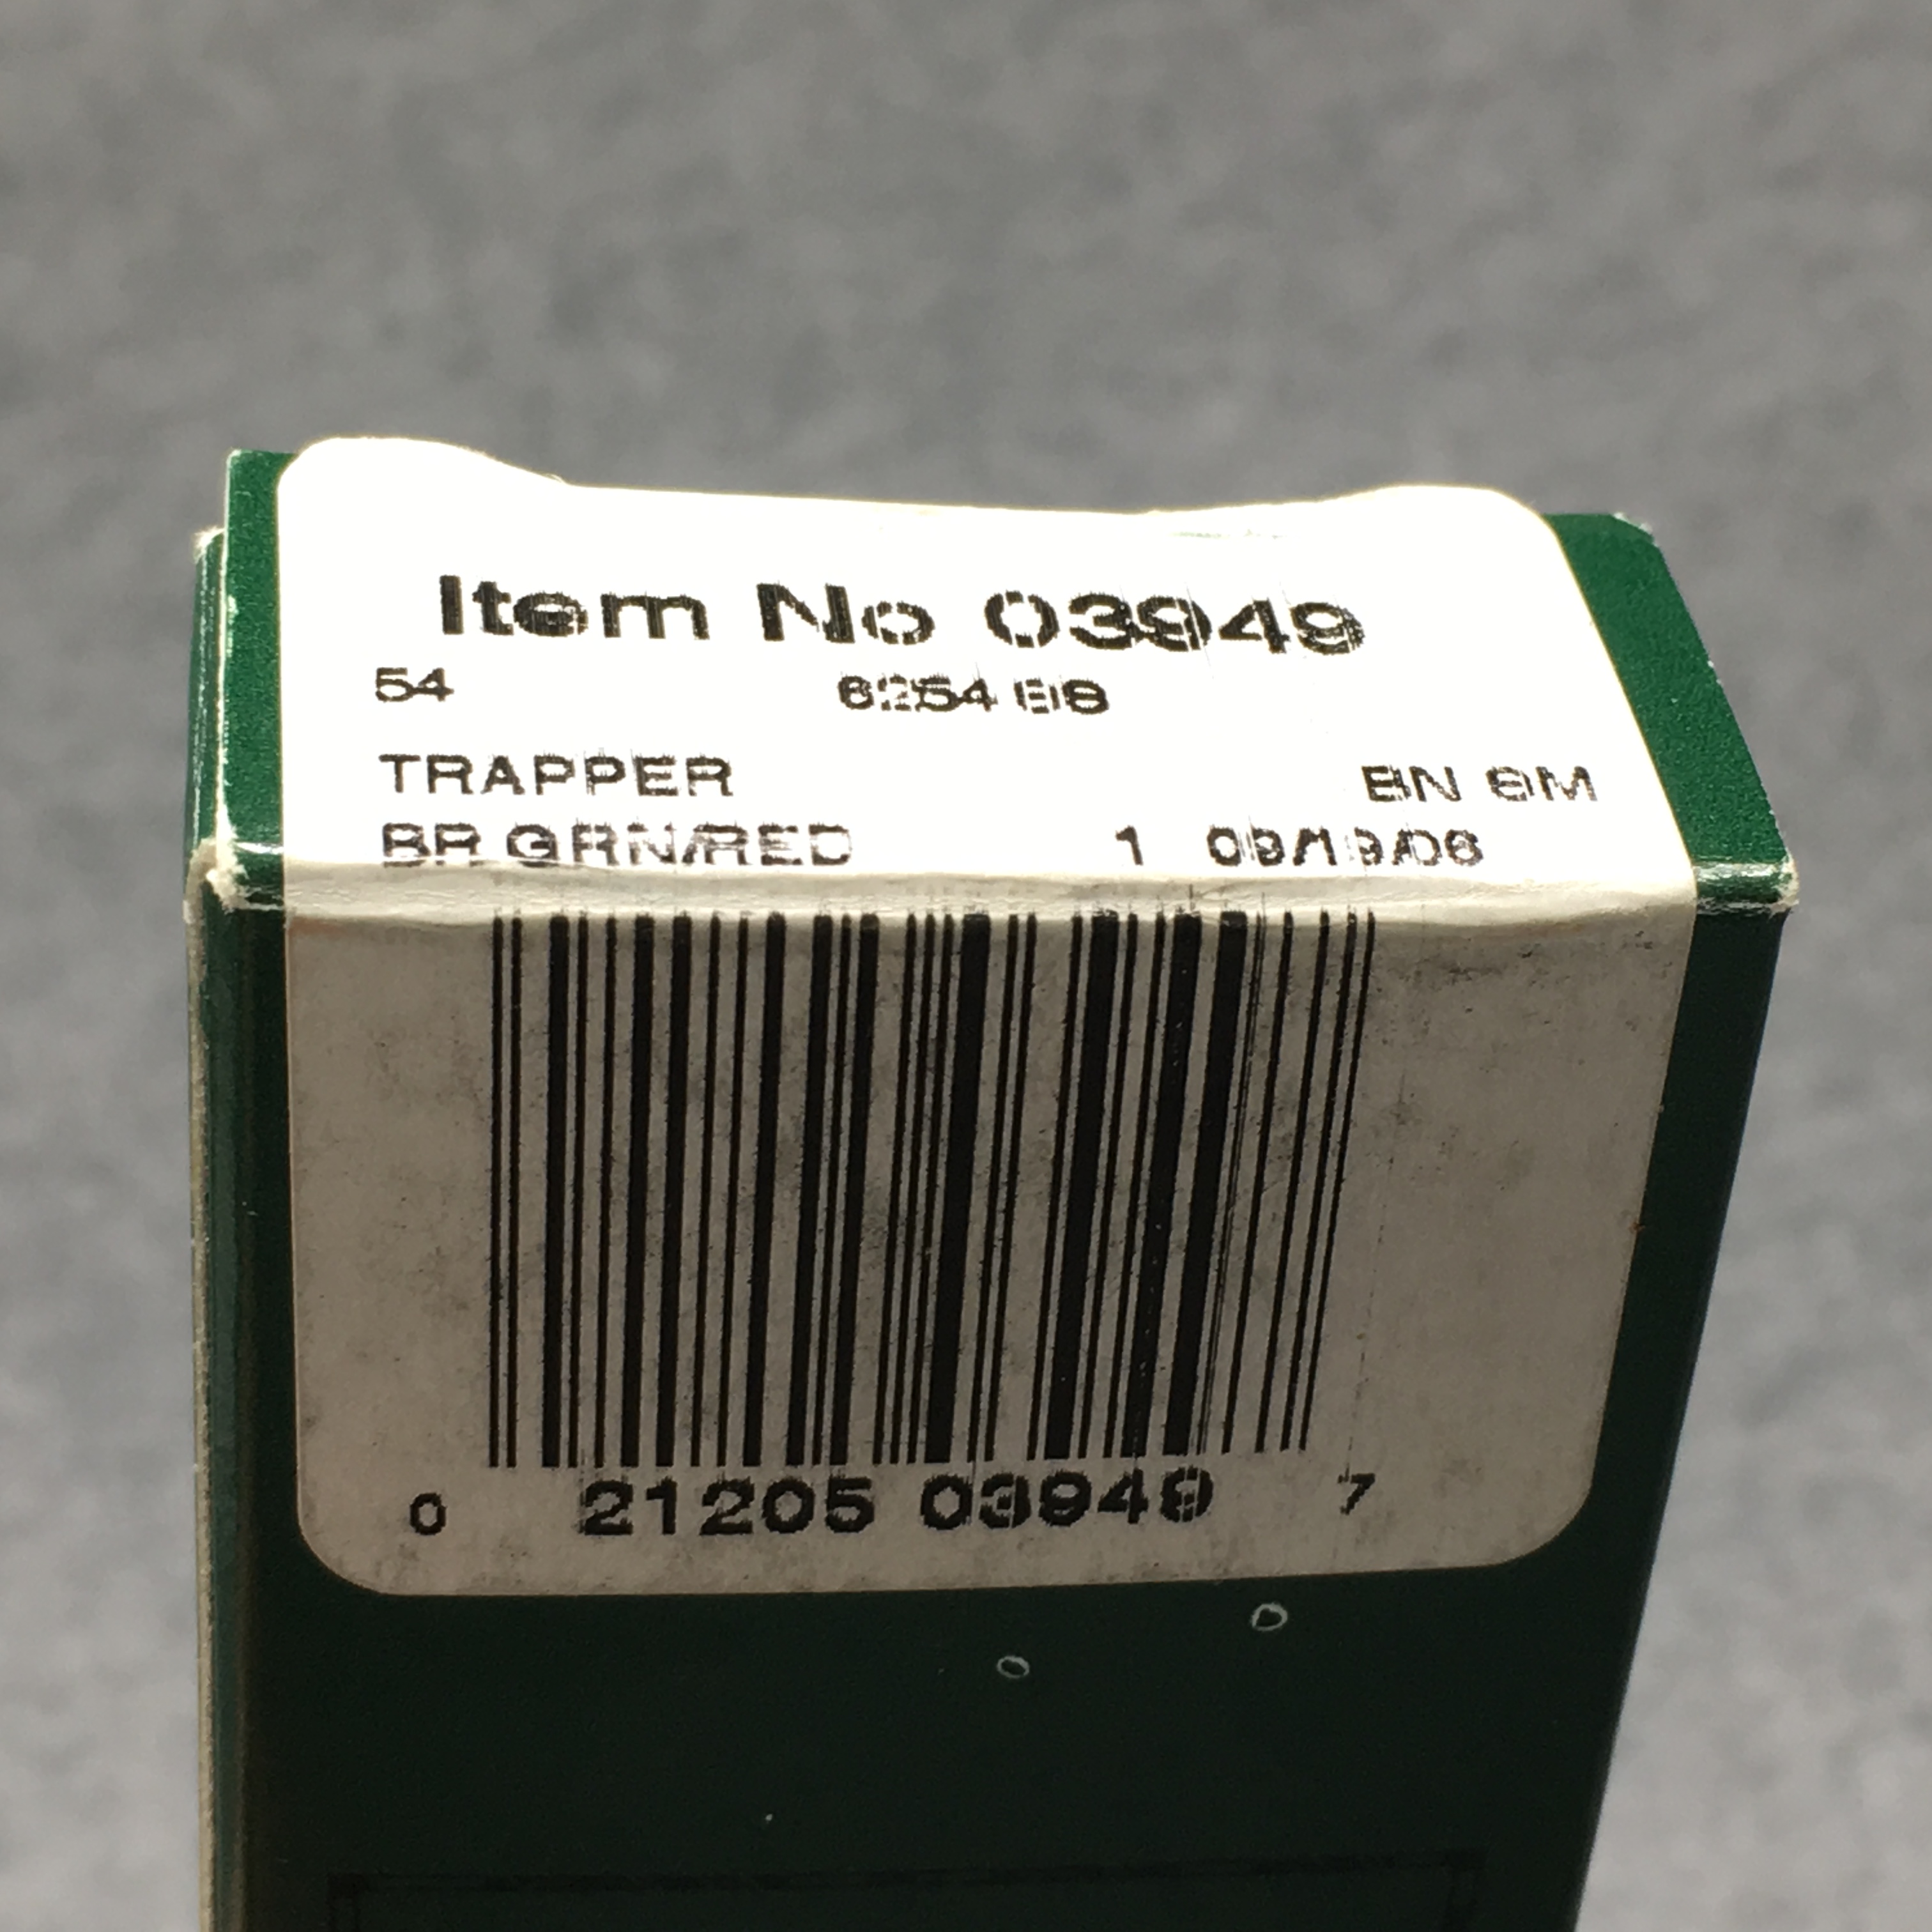 Item No 03949
54 6254 SS
TRAPPER BN SM
BR GRN/RED 1 09/19/06
0 21205 03949 7